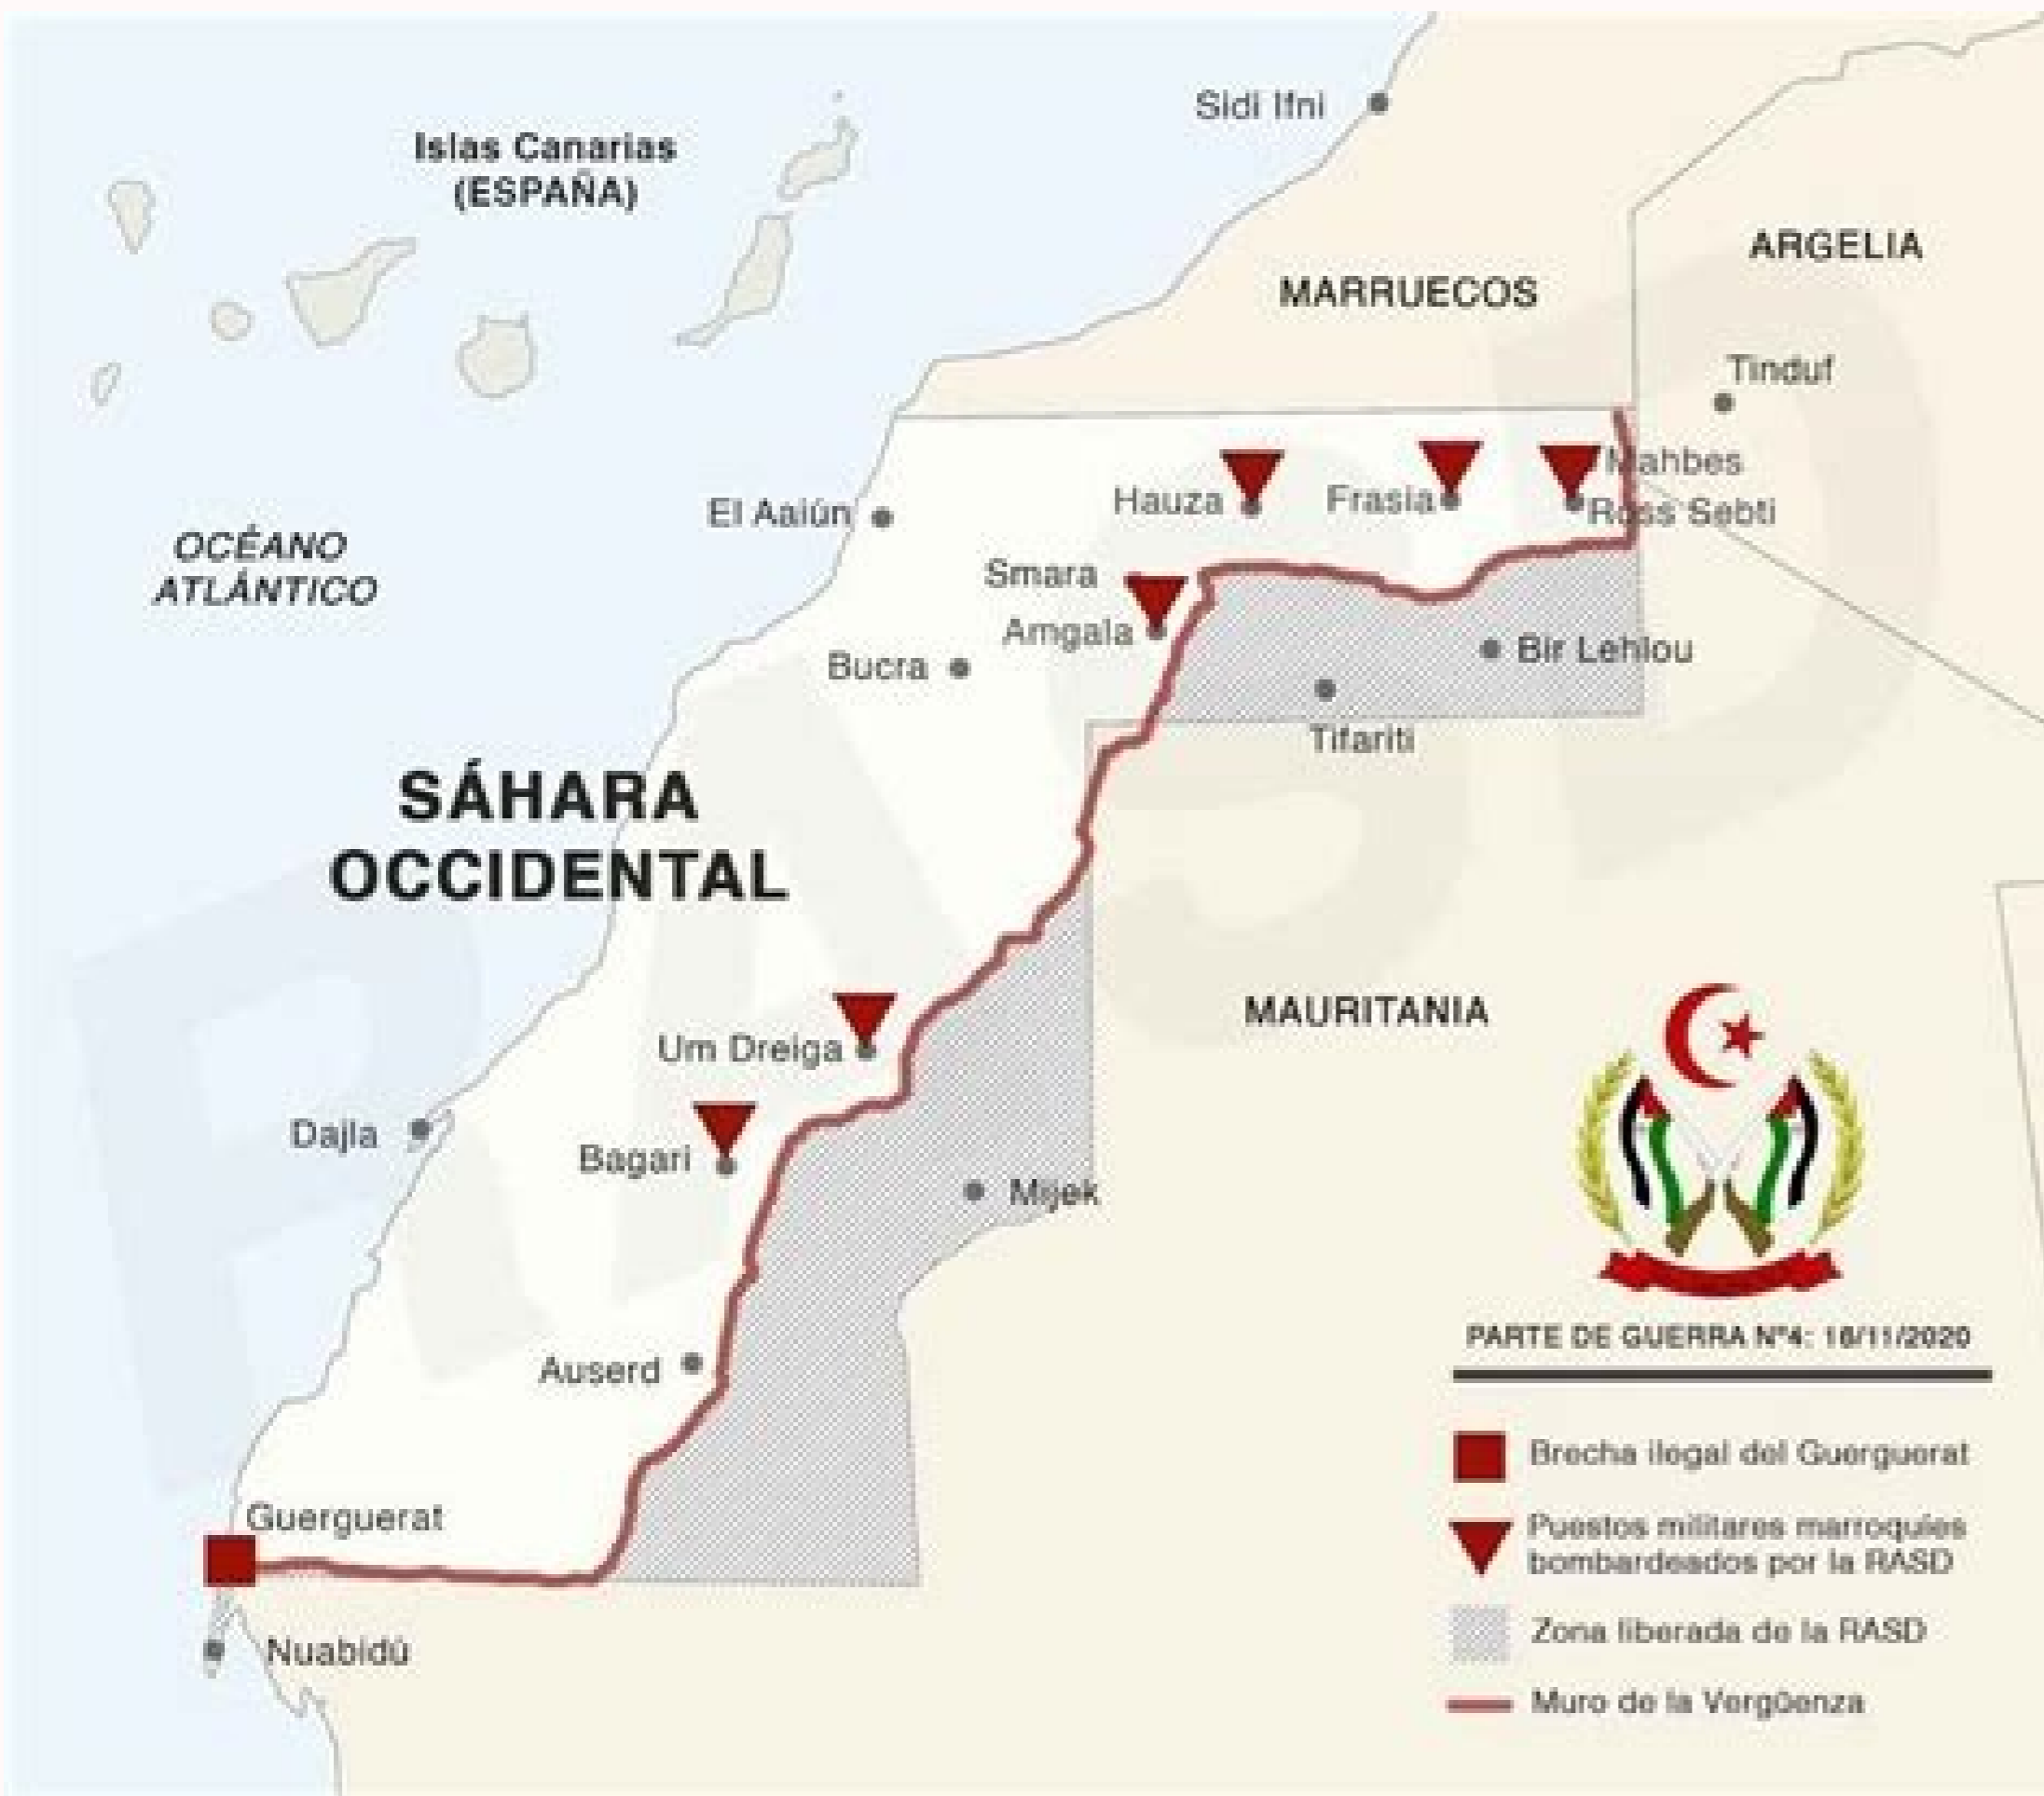 Sidi Ifni
Islas Canarias
(ESPAÑA)
ARGELIA
MARRUECOS
Tinduf
Mahbes
Hauza
Frasia
Ross Sebti
El Aaiún
OCÉANO
ATLÁNTICO
Smara
Amgala
Bir Lehlou
Bucra
Tifariti
SÁHARA
OCCIDENTAL
MAURITANIA
Um Dreiga
Dajla
Bagari
Mijek
Auserd
Guerguerat
Nuabidú
RASD
PARTE DE GUERRA Nº4: 16/11/2020
Brecha ilegal del Guerguerat
Puestos militares marroquíes
bombardeados por la RASD
Zona liberada de la RASD
Muro de la Vergüenza